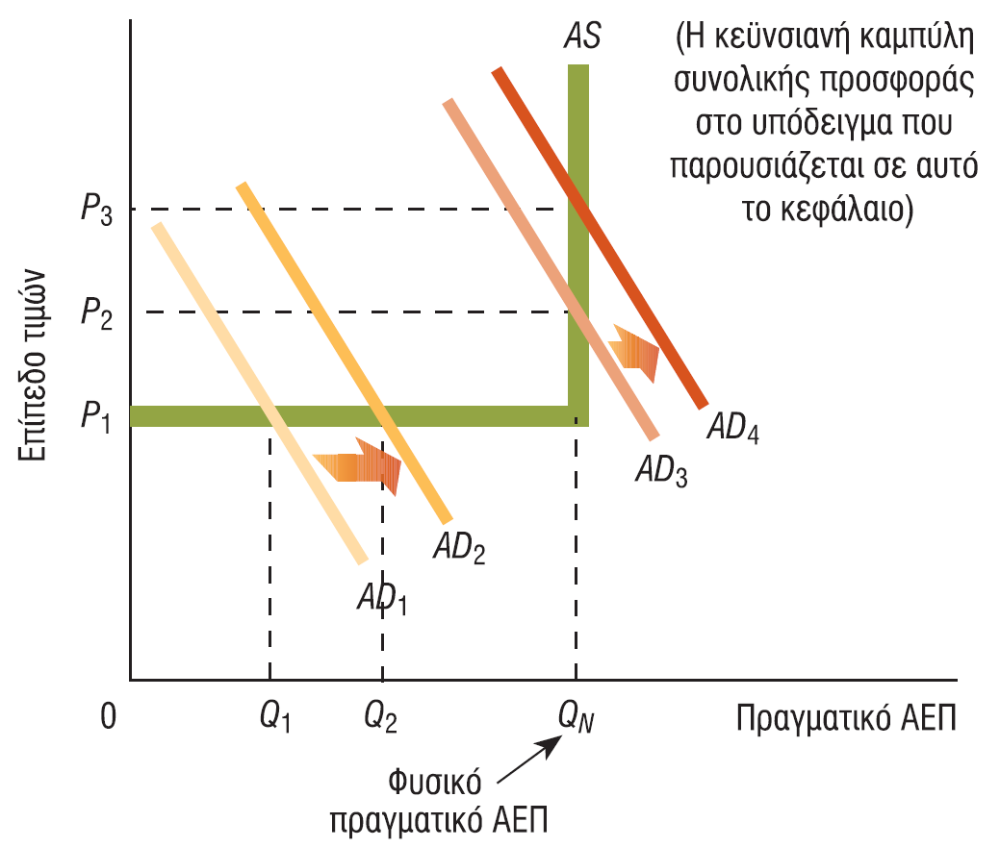 AS
(Η κεϋνσιανή καμπύλη
συνολικής προσφοράς
στο υπόδειγμα που
παρουσιάζεται σε αυτό
το κεφάλαιο)
P3
P2
P1
Επίπεδο τιμών
AD4
AD3
AD2
AD1
0
Q1
Q2
QN
Πραγματικό ΑΕΠ
Φυσικό
πραγματικό ΑΕΠ